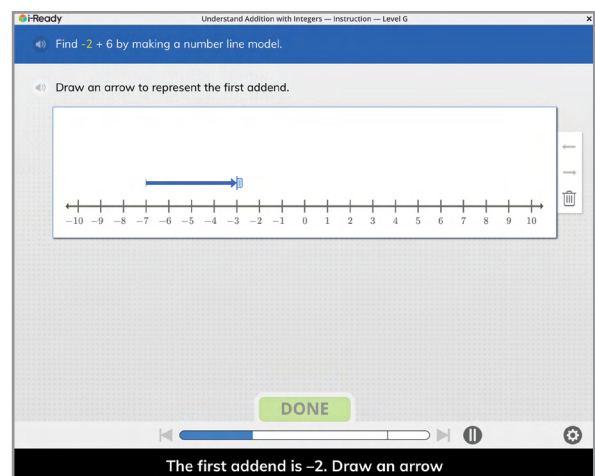 i-Ready
Understand Addition with Integers — Instruction — Level G
×
Find -2 + 6 by making a number line model.
Draw an arrow to represent the first addend.
−10 −9 −8 −7 −6 −5 −4 −3 −2 −1 0 1 2 3 4 5 6 7 8 9 10
DONE
The first addend is –2. Draw an arrow